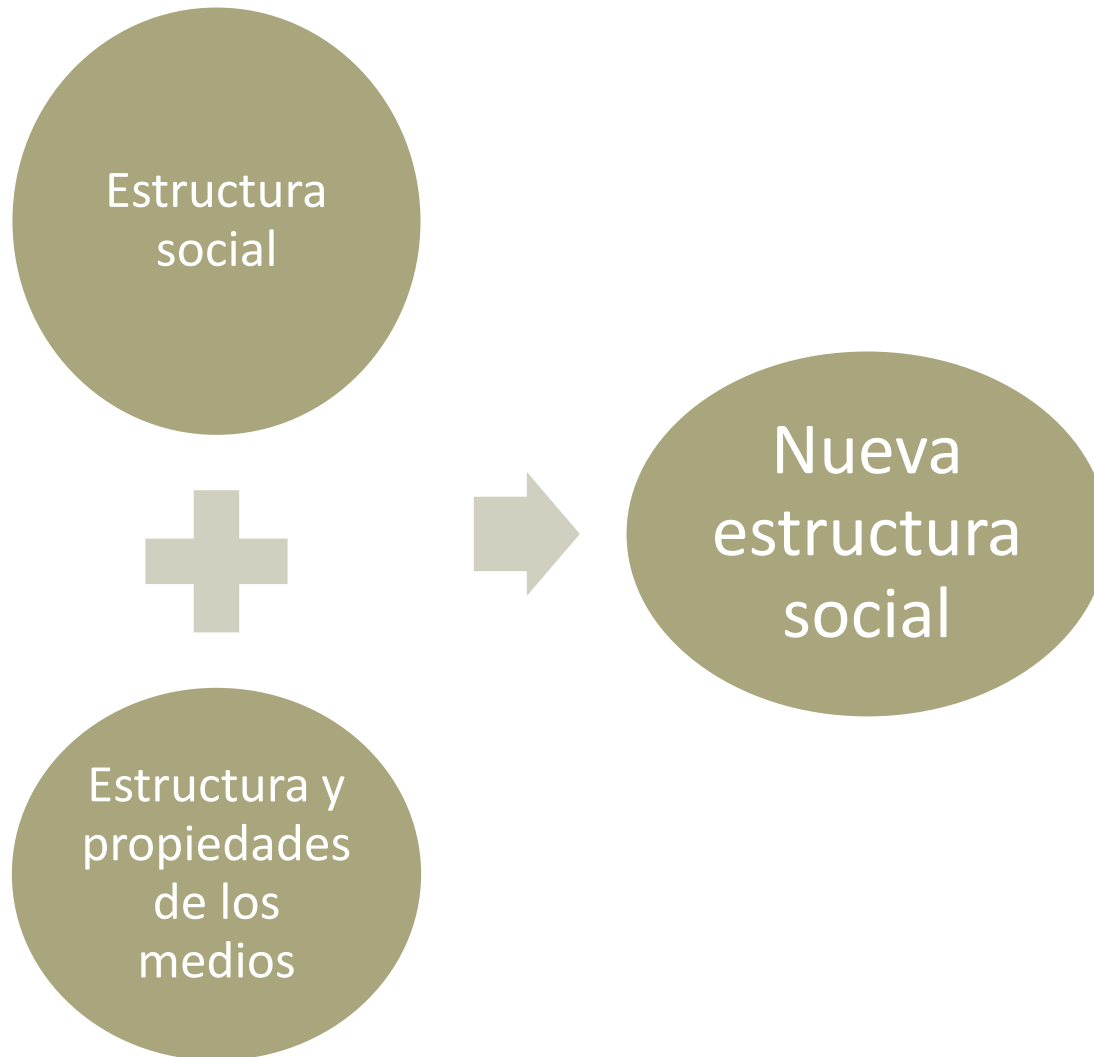 Estructura
social
Estructura y
propiedades
de los
medios
Nueva
estructura
social